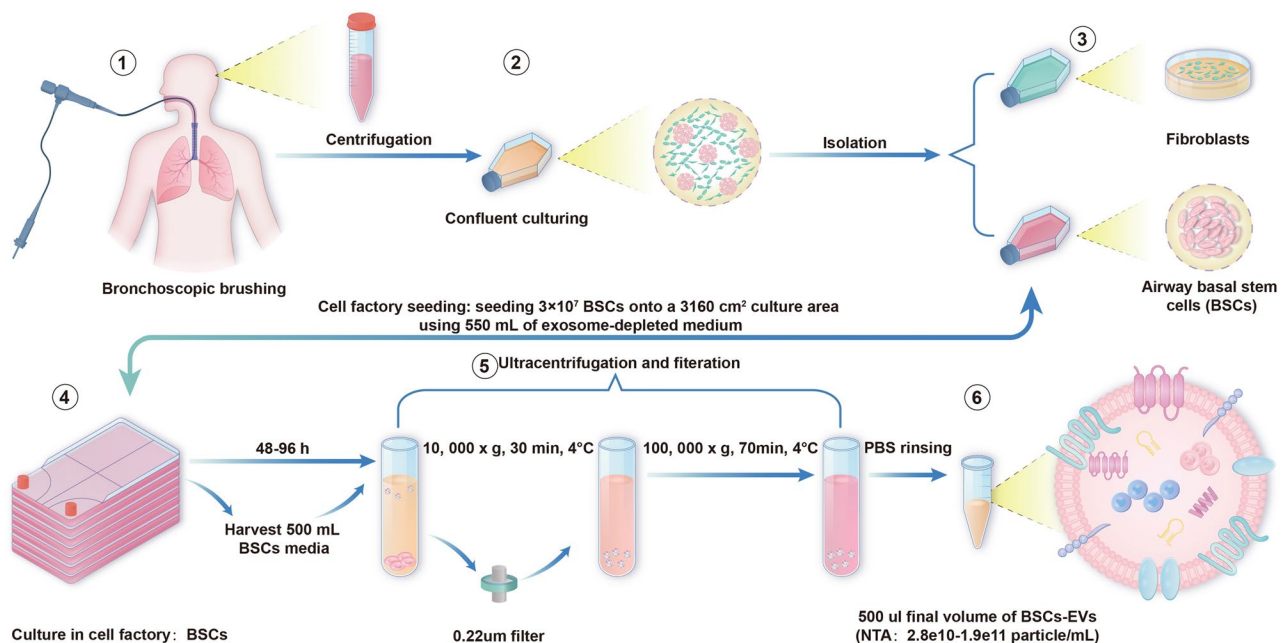 ①
②
③
Centrifugation
Isolation
Fibroblasts
Confluent culturing
Bronchoscopic brushing
Airway basal stem
cells (BSCs)
Cell factory seeding: seeding 3×10⁷ BSCs onto a 3160 cm² culture area
using 550 mL of exosome-depleted medium
④
⑤ Ultracentrifugation and fiteration
⑥
48-96 h
10, 000 x g, 30 min, 4°C
100, 000 x g, 70min, 4°C
PBS rinsing
Harvest 500 mL
BSCs media
Culture in cell factory: BSCs
0.22um filter
500 ul final volume of BSCs-EVs
(NTA: 2.8e10-1.9e11 particle/mL)